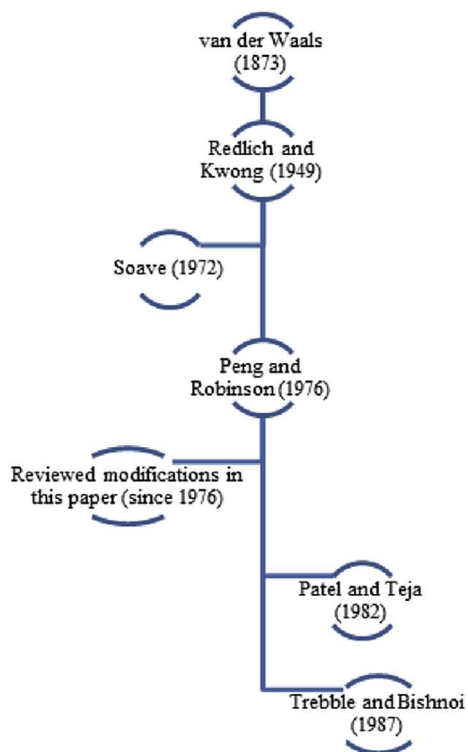 van der Waals
(1873)
Redlich and
Kwong (1949)
Soave (1972)
Peng and
Robinson (1976)
Reviewed modifications in
this paper (since 1976)
Patel and Teja
(1982)
Trebble and Bishnoi
(1987)